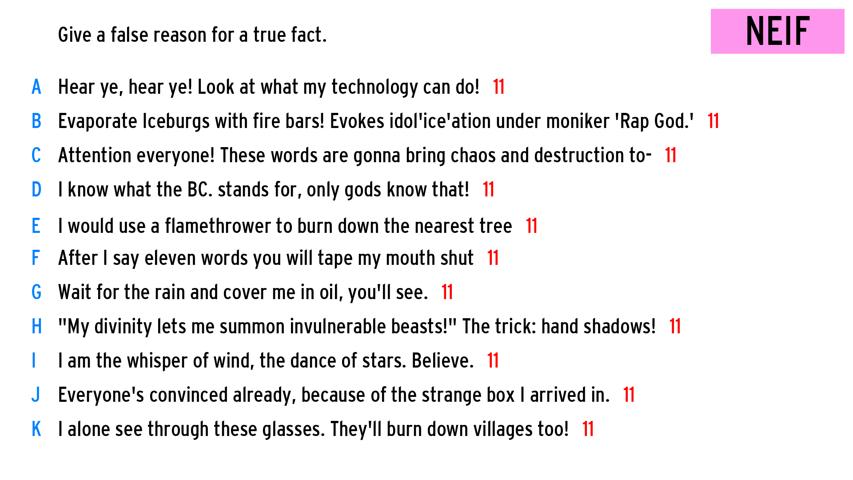 Give a false reason for a true fact.
NEIF
A Hear ye, hear ye! Look at what my technology can do! 11
B Evaporate Iceburgs with fire bars! Evokes idol'ice'ation under moniker 'Rap God.' 11
C Attention everyone! These words are gonna bring chaos and destruction to- 11
D I know what the BC. stands for, only gods know that! 11
E I would use a flamethrower to burn down the nearest tree 11
F After I say eleven words you will tape my mouth shut 11
G Wait for the rain and cover me in oil, you'll see. 11
H "My divinity lets me summon invulnerable beasts!" The trick: hand shadows! 11
I I am the whisper of wind, the dance of stars. Believe. 11
J Everyone's convinced already, because of the strange box I arrived in. 11
K I alone see through these glasses. They'll burn down villages too! 11